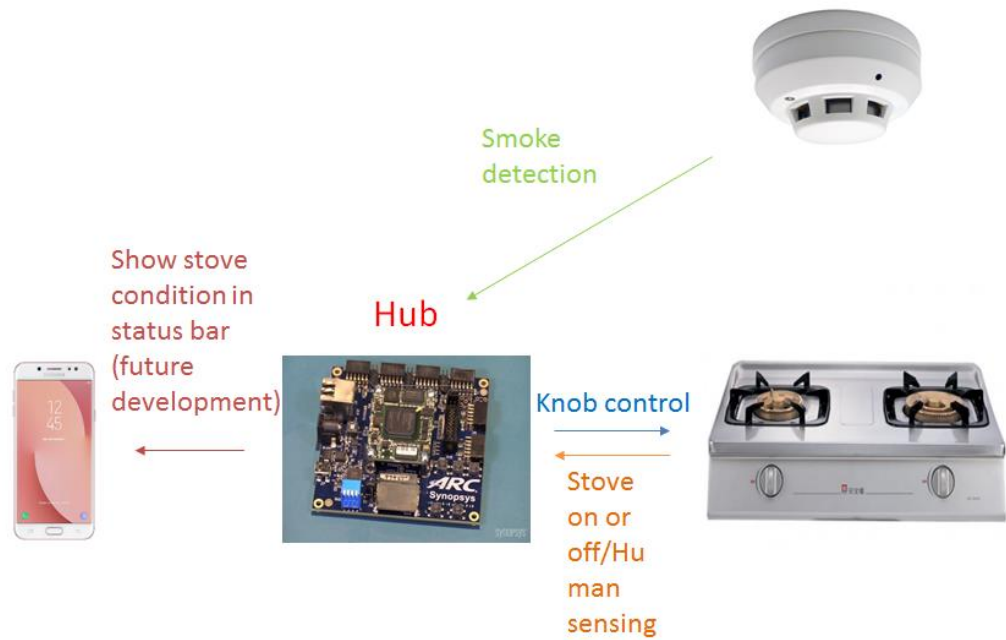 Smoke
detection
Show stove
condition in
status bar
(future
development)
Hub
12
45
ARC
Synopsys
Knob control
Stove
on or
off/Hu
man
sensing